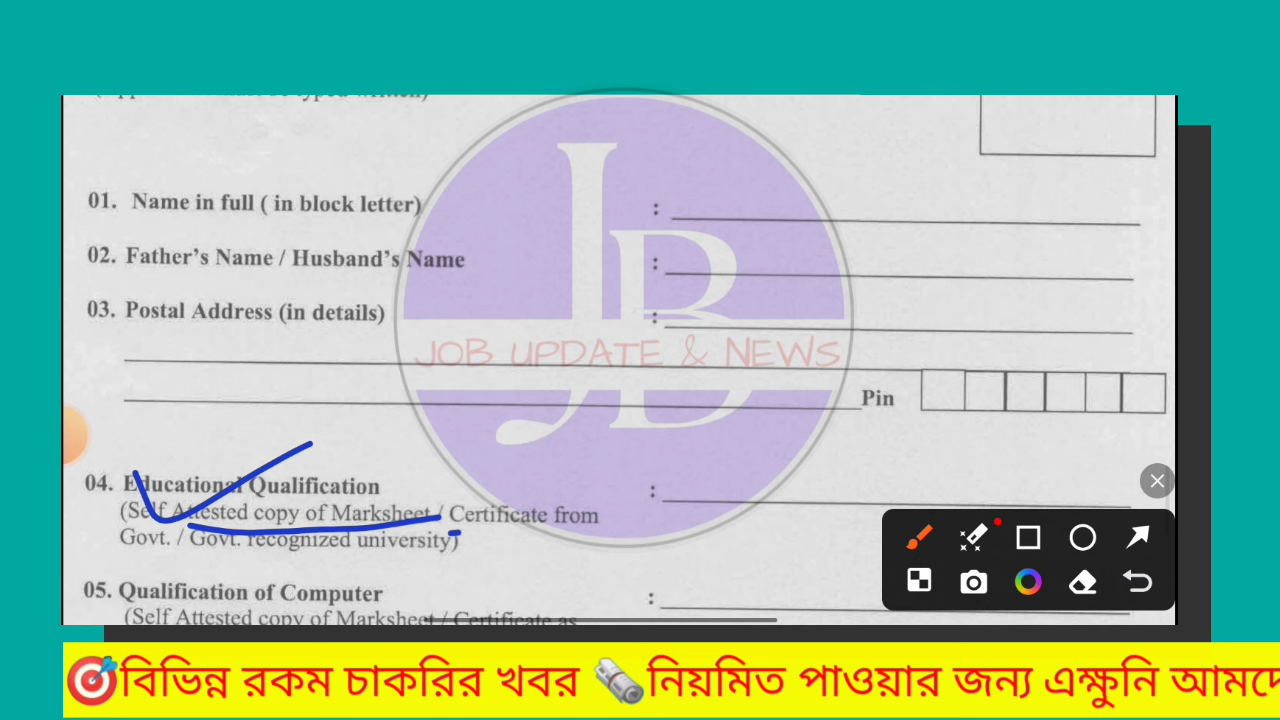 01. Name in full ( in block letter) :
02. Father's Name / Husband's Name :
03. Postal Address (in details) :
JOB UPDATE & NEWS
Pin
04. Educational Qualification :
(Self Attested copy of Marksheet / Certificate from
Govt. / Govt. recognized university)
05. Qualification of Computer :
(Self Attested copy of Marksheet / Certificate as
🎯বিভিন্ন রকম চাকরির খবর 🗞️নিয়মিত পাওয়ার জন্য এক্ষুনি আমাদে